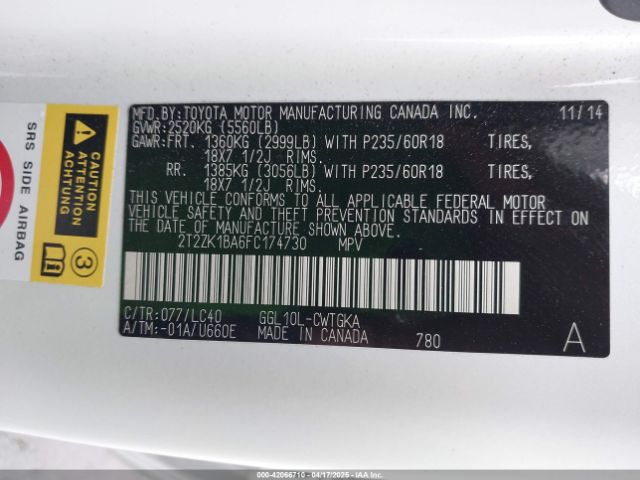 MFD.BY:TOYOTA MOTOR MANUFACTURING CANADA INC. 11/14
GVWR:2520KG (5560LB)
GAWR:FRT. 1360KG (2999LB) WITH P235/60R18 TIRES,
18X7 1/2J RIMS.
RR. 1385KG (3056LB) WITH P235/60R18 TIRES,
18X7 1/2J RIMS.
THIS VEHICLE CONFORMS TO ALL APPLICABLE FEDERAL MOTOR
VEHICLE SAFETY AND THEFT PREVENTION STANDARDS IN EFFECT ON
THE DATE OF MANUFACTURE SHOWN ABOVE.
2T2ZK1BA6FC174730 MPV
C/TR:077/LC40 GGL10L-CWTGKA
A/TM:-01A/U660E MADE IN CANADA 780 A
SRS SIDE AIRBAG
CAUTION
ATTENTION
ACHTUNG
3
000-42066710 - 04/17/2025 - IAAI.COM